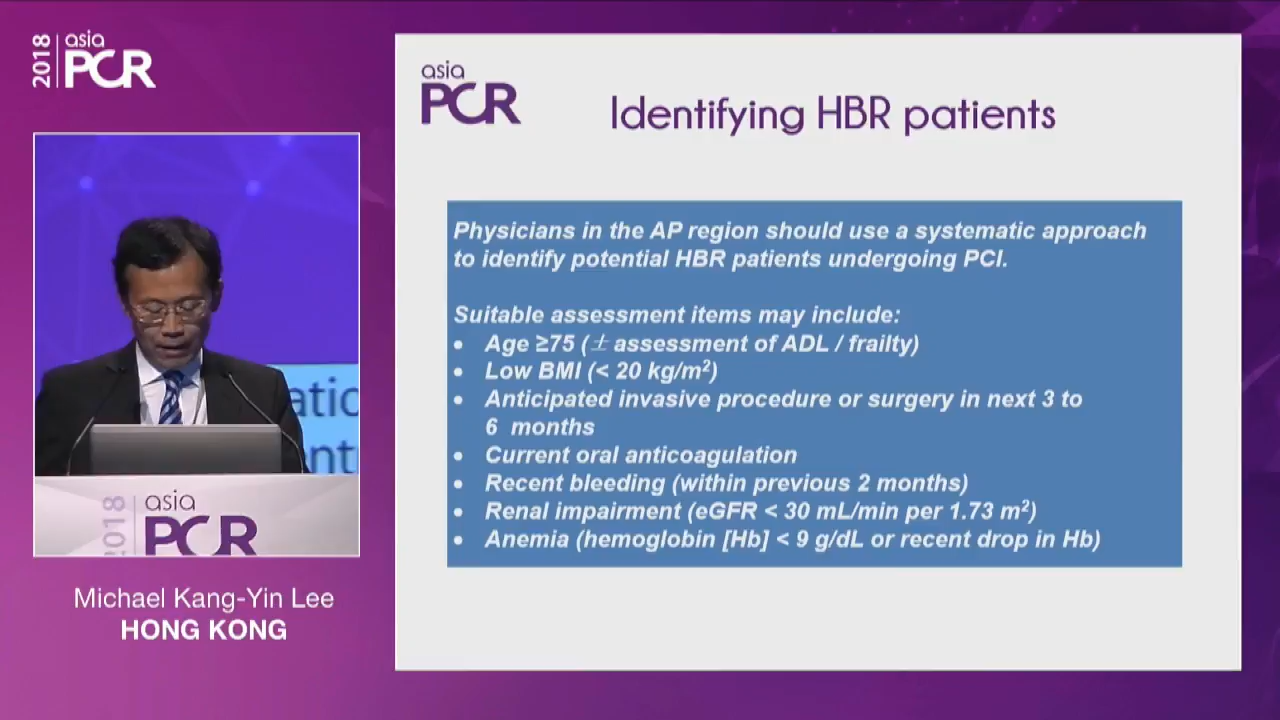 2018
asia
PCR
asia
PCR
Identifying HBR patients
Physicians in the AP region should use a systematic approach
to identify potential HBR patients undergoing PCI.
Suitable assessment items may include:
• Age ≥75 (± assessment of ADL / frailty)
• Low BMI (< 20 kg/m²)
• Anticipated invasive procedure or surgery in next 3 to
6 months
• Current oral anticoagulation
• Recent bleeding (within previous 2 months)
• Renal impairment (eGFR < 30 mL/min per 1.73 m²)
• Anemia (hemoglobin [Hb] < 9 g/dL or recent drop in Hb)
2018
asia
PCR
Michael Kang-Yin Lee
HONG KONG